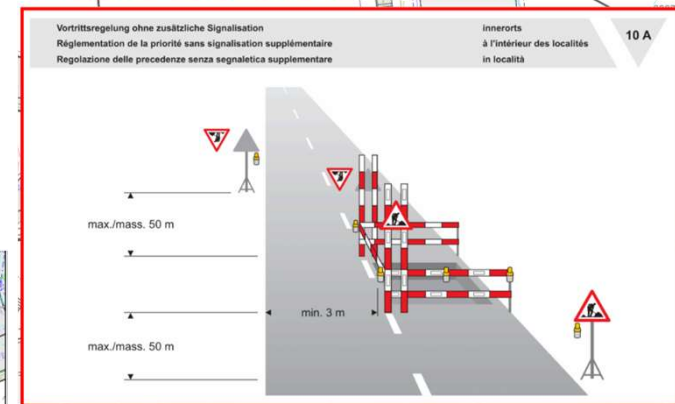 Vortrittsregelung ohne zusätzliche Signalisation
innerorts
10 A
Réglementation de la priorité sans signalisation supplémentaire
à l'intérieur des localités
Regolazione delle precedenze senza segnaletica supplementare
in località
max./mass. 50 m
min. 3 m
max./mass. 50 m